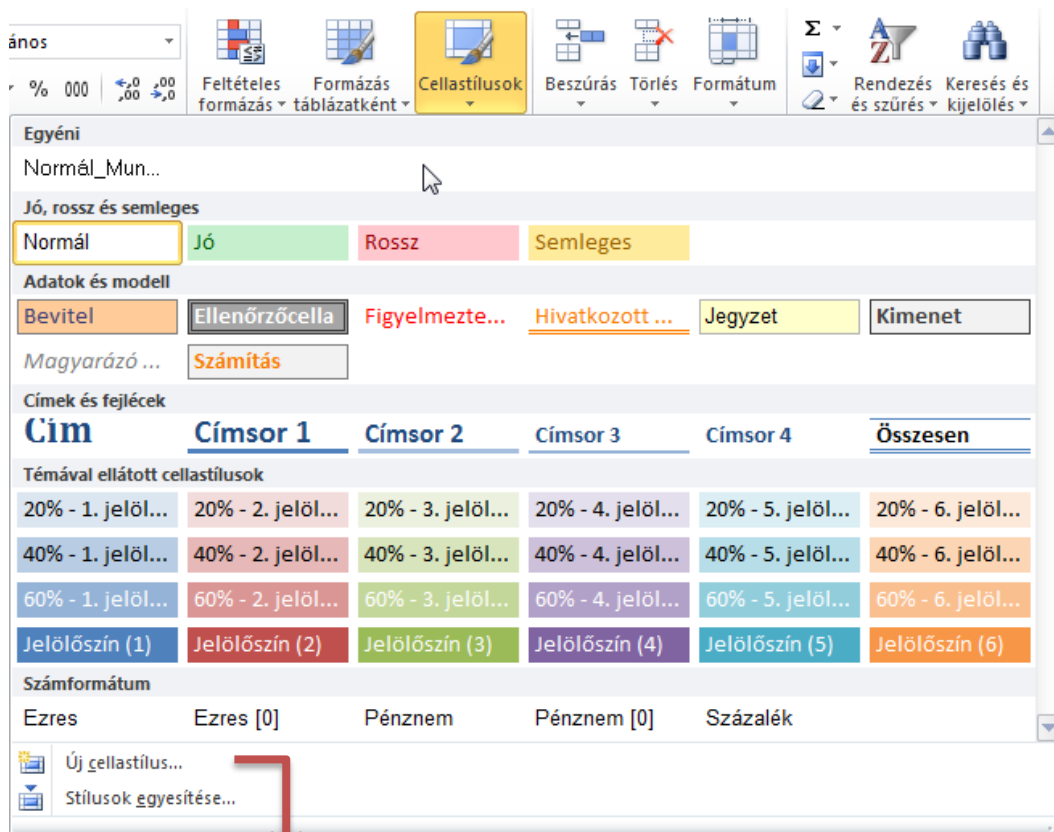 ános
% 000 ,0 ,00 ,00 ,0
Σ
Feltételes formázás
Formázás táblázatként
Cellastílusok
Beszúrás
Törlés
Formátum
Rendezés és szűrés
Keresés és kijelölés
Egyéni
Normál_Mun...
Jó, rossz és semleges
Normál Jó Rossz Semleges
Adatok és modell
Bevitel Ellenőrzőcella Figyelmezte... Hivatkozott ... Jegyzet Kimenet
Magyarázó ... Számítás
Címek és fejlécek
Cím Címsor 1 Címsor 2 Címsor 3 Címsor 4 Összesen
Témával ellátott cellastílusok
20% - 1. jelöl... 20% - 2. jelöl... 20% - 3. jelöl... 20% - 4. jelöl... 20% - 5. jelöl... 20% - 6. jelöl...
40% - 1. jelöl... 40% - 2. jelöl... 40% - 3. jelöl... 40% - 4. jelöl... 40% - 5. jelöl... 40% - 6. jelöl...
60% - 1. jelöl... 60% - 2. jelöl... 60% - 3. jelöl... 60% - 4. jelöl... 60% - 5. jelöl... 60% - 6. jelöl...
Jelölőszín (1) Jelölőszín (2) Jelölőszín (3) Jelölőszín (4) Jelölőszín (5) Jelölőszín (6)
Számformátum
Ezres Ezres [0] Pénznem Pénznem [0] Százalék
Új cellastílus...
Stílusok egyesítése...